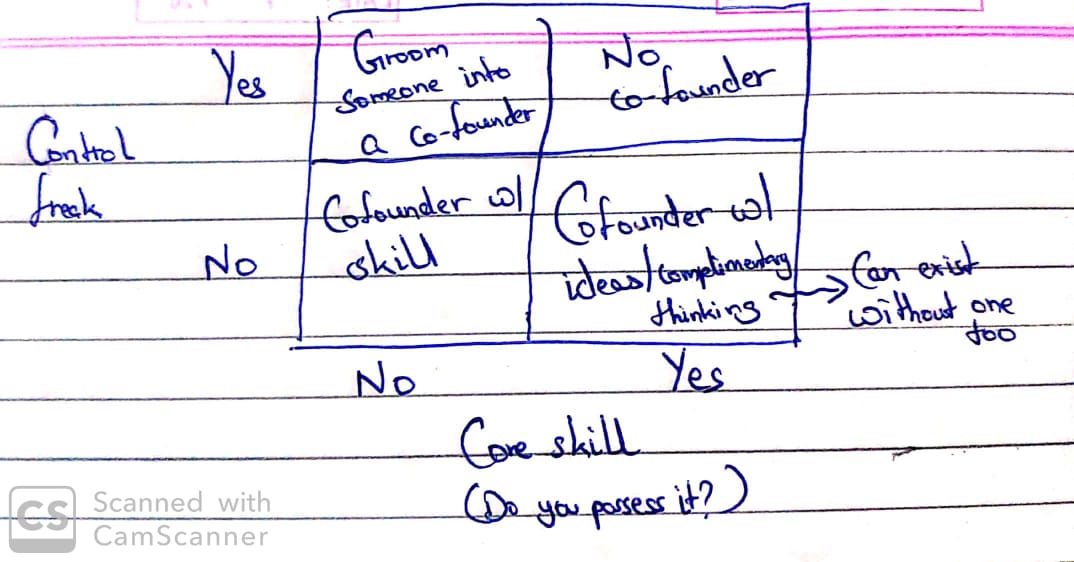 Yes
Groom
someone into
a Co-founder
No
co-founder
Control
freak
No
Cofounder w/
skill
Cofounder w/
ideas/complimentary
thinking
Can exist
without one
too
No
Yes
Core skill
(Do you possess it?)
CS
Scanned with
CamScanner